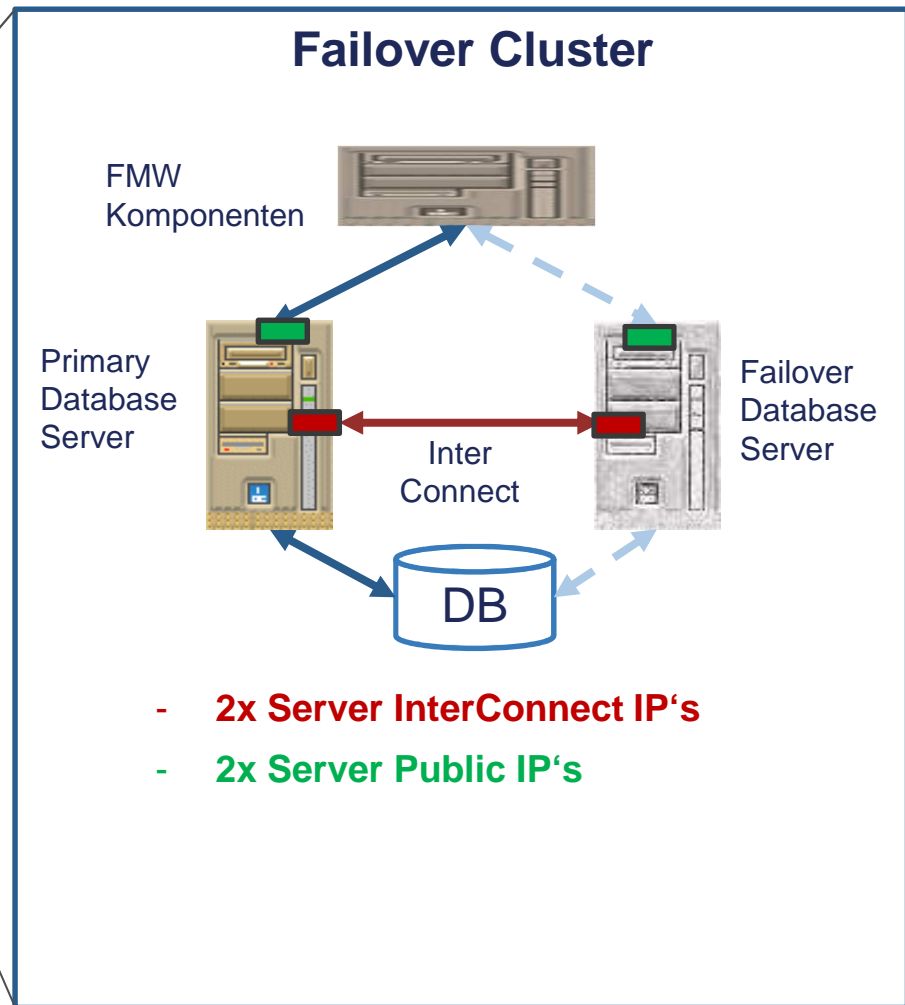 Failover Cluster
FMW
Komponenten
Primary
Database
Server
Failover
Database
Server
Inter
Connect
DB
- 2x Server InterConnect IP‘s
- 2x Server Public IP‘s